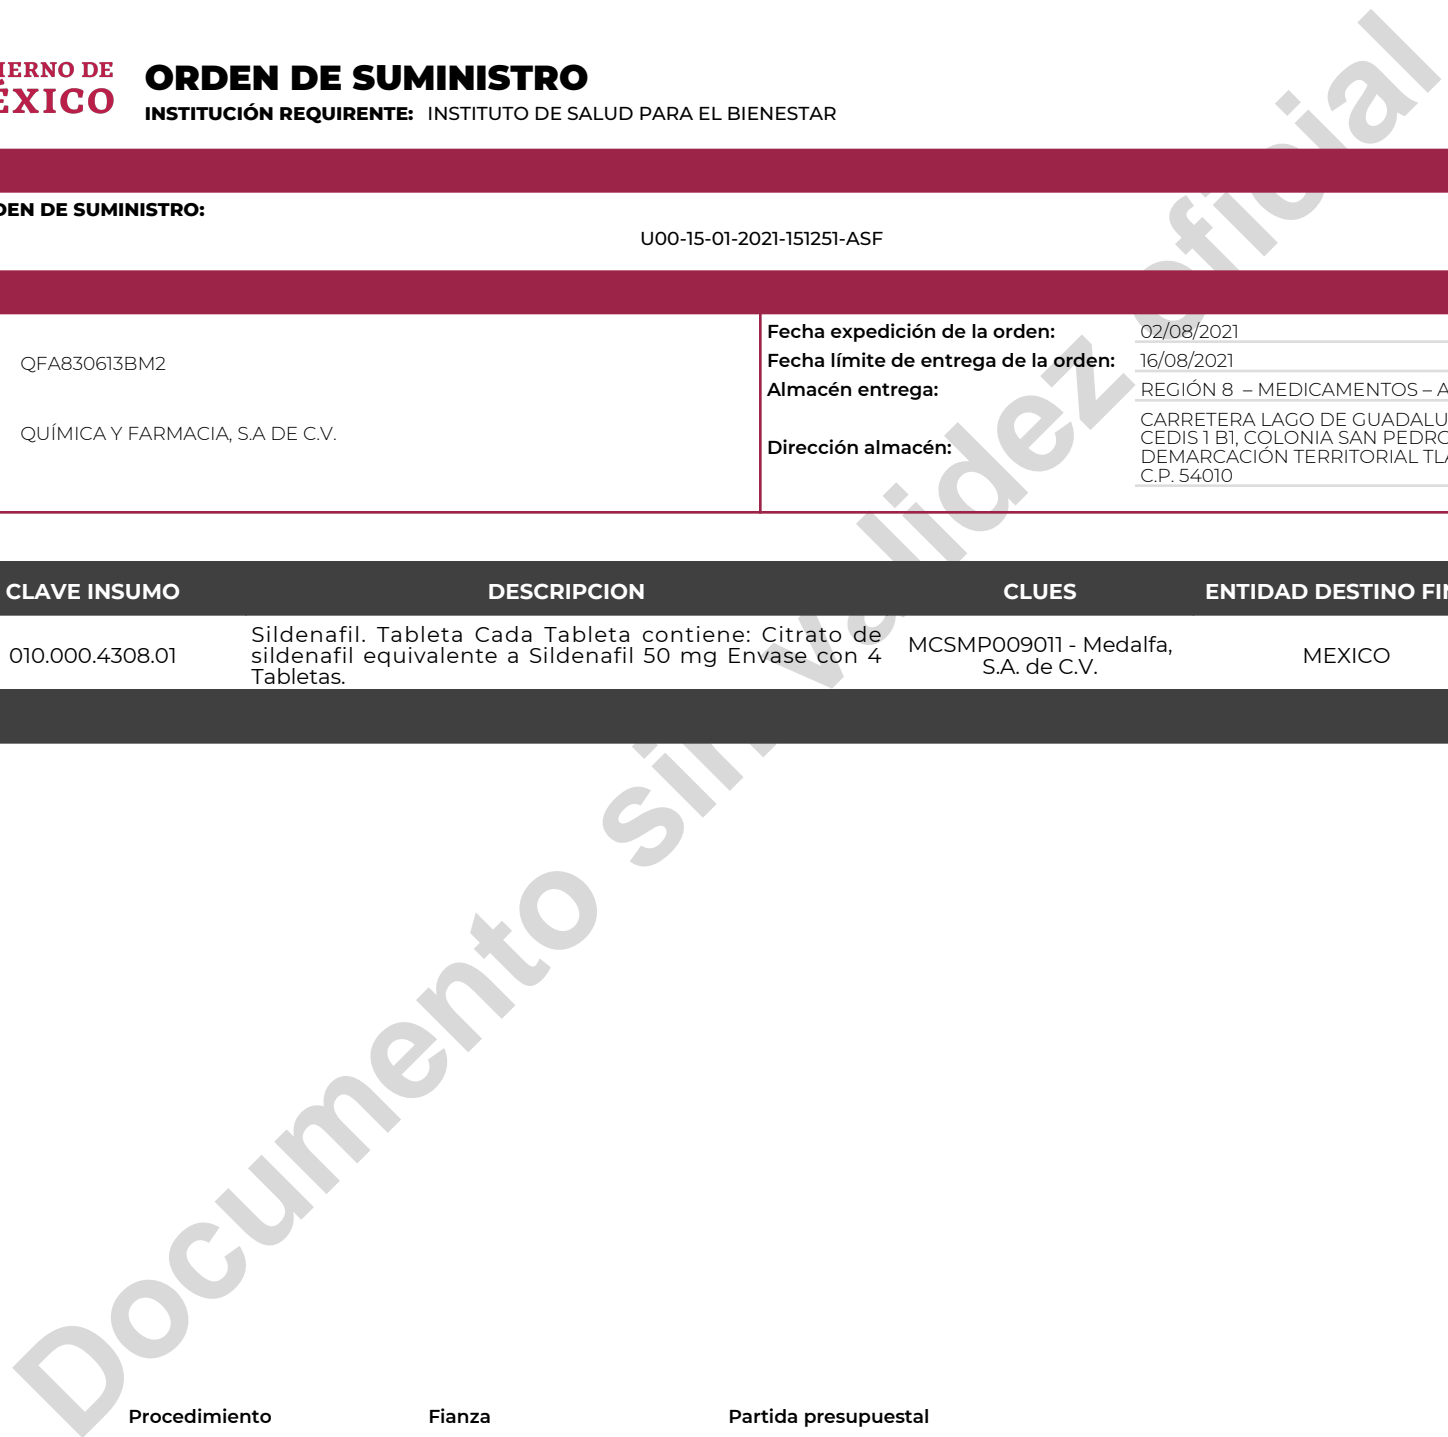 IERNO DE
ÉXICO
ORDEN DE SUMINISTRO
INSTITUCIÓN REQUIRENTE: INSTITUTO DE SALUD PARA EL BIENESTAR
DEN DE SUMINISTRO:
U00-15-01-2021-151251-ASF
QFA830613BM2
QUÍMICA Y FARMACIA, S.A DE C.V.
Fecha expedición de la orden: 02/08/2021
Fecha límite de entrega de la orden: 16/08/2021
Almacén entrega: REGIÓN 8 – MEDICAMENTOS – A
Dirección almacén:
CARRETERA LAGO DE GUADALU
CEDIS 1 B1, COLONIA SAN PEDRO
DEMARCACIÓN TERRITORIAL TLA
C.P. 54010
CLAVE INSUMO DESCRIPCION CLUES ENTIDAD DESTINO FIN
010.000.4308.01
Sildenafil. Tableta Cada Tableta contiene: Citrato de
sildenafil equivalente a Sildenafil 50 mg Envase con 4
Tabletas.
MCSMP009011 - Medalfa,
S.A. de C.V.
MEXICO
Documento sin validez oficial
Procedimiento Fianza Partida presupuestal